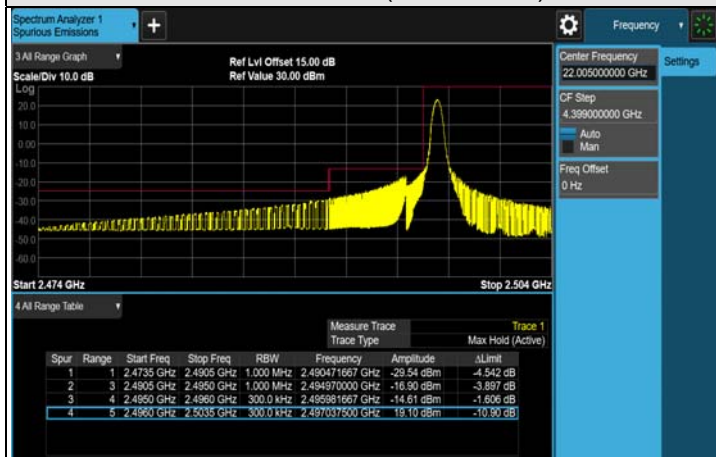 Spectrum Analyzer 1
Spurious Emissions
+
Frequency
3 All Range Graph
Ref Lvl Offset 15.00 dB
Scale/Div 10.0 dB
Ref Value 30.00 dBm
Log
20.0
10.0
0.00
-10.0
-20.0
-30.0
-40.0
-50.0
-60.0
Start 2.474 GHz
Stop 2.504 GHz
Center Frequency
22.005000000 GHz
Settings
CF Step
4.399000000 GHz
Auto
Man
Freq Offset
0 Hz
4 All Range Table
Measure Trace Trace 1
Trace Type Max Hold (Active)
Spur Range Start Freq Stop Freq RBW Frequency Amplitude ΔLimit
1 1 2.4735 GHz 2.4905 GHz 1.000 MHz 2.490471667 GHz -29.54 dBm -4.542 dB
2 3 2.4905 GHz 2.4950 GHz 1.000 MHz 2.494970000 GHz -16.90 dBm -3.897 dB
3 4 2.4950 GHz 2.4960 GHz 300.0 kHz 2.495981667 GHz -14.61 dBm -1.606 dB
4 5 2.4960 GHz 2.5035 GHz 300.0 kHz 2.497037500 GHz 19.10 dBm -10.90 dB